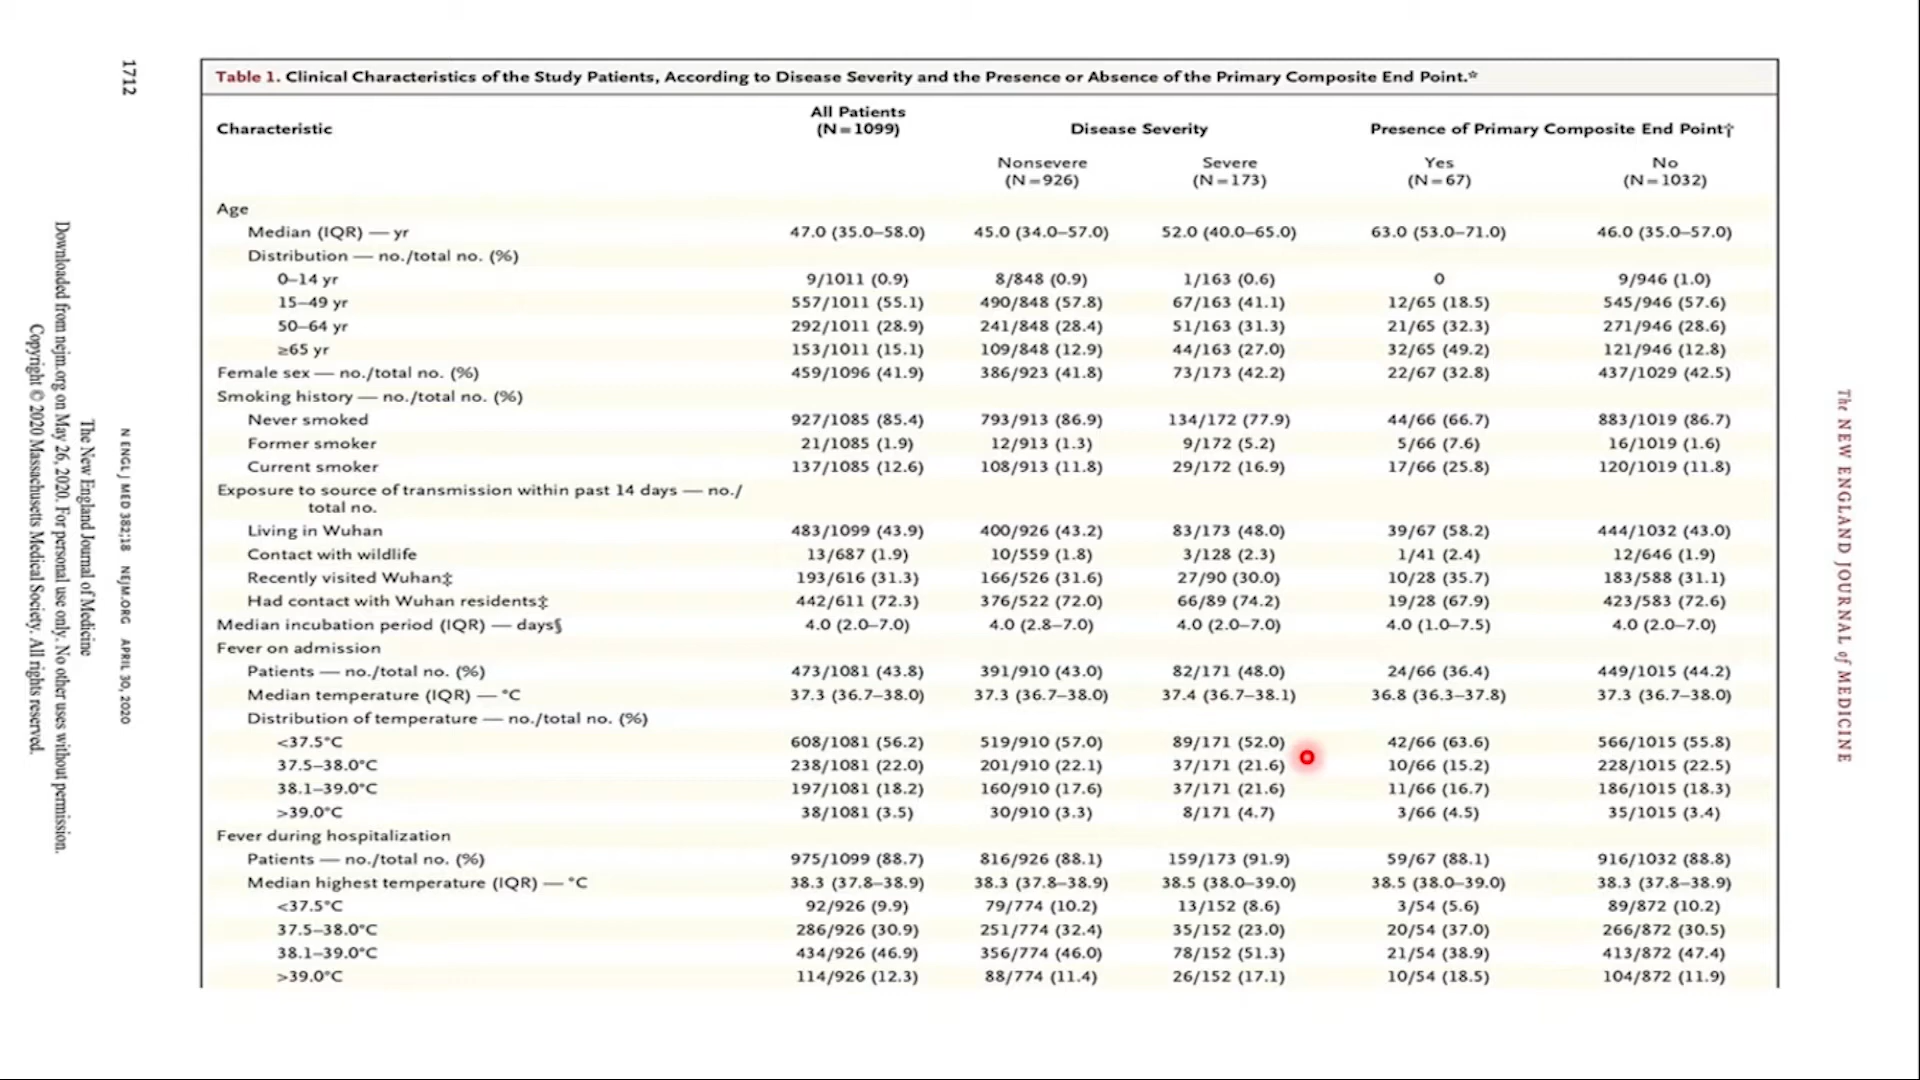 1712
The NEW ENGLAND JOURNAL of MEDICINE
Table 1. Clinical Characteristics of the Study Patients, According to Disease Severity and the Presence or Absence of the Primary Composite End Point.*
Characteristic All Patients (N=1099) Disease Severity Presence of Primary Composite End Point†
Nonsevere (N=926) Severe (N=173) Yes (N=67) No (N=1032)
Age
Median (IQR) — yr 47.0 (35.0–58.0) 45.0 (34.0–57.0) 52.0 (40.0–65.0) 63.0 (53.0–71.0) 46.0 (35.0–57.0)
Distribution — no./total no. (%)
0–14 yr 9/1011 (0.9) 8/848 (0.9) 1/163 (0.6) 0 9/946 (1.0)
15–49 yr 557/1011 (55.1) 490/848 (57.8) 67/163 (41.1) 12/65 (18.5) 545/946 (57.6)
50–64 yr 292/1011 (28.9) 241/848 (28.4) 51/163 (31.3) 21/65 (32.3) 271/946 (28.6)
≥65 yr 153/1011 (15.1) 109/848 (12.9) 44/163 (27.0) 32/65 (49.2) 121/946 (12.8)
Female sex — no./total no. (%) 459/1096 (41.9) 386/923 (41.8) 73/173 (42.2) 22/67 (32.8) 437/1029 (42.5)
Smoking history — no./total no. (%)
Never smoked 927/1085 (85.4) 793/913 (86.9) 134/172 (77.9) 44/66 (66.7) 883/1019 (86.7)
Former smoker 21/1085 (1.9) 12/913 (1.3) 9/172 (5.2) 5/66 (7.6) 16/1019 (1.6)
Current smoker 137/1085 (12.6) 108/913 (11.8) 29/172 (16.9) 17/66 (25.8) 120/1019 (11.8)
Exposure to source of transmission within past 14 days — no./
total no.
Living in Wuhan 483/1099 (43.9) 400/926 (43.2) 83/173 (48.0) 39/67 (58.2) 444/1032 (43.0)
Contact with wildlife 13/687 (1.9) 10/559 (1.8) 3/128 (2.3) 1/41 (2.4) 12/646 (1.9)
Recently visited Wuhan‡ 193/616 (31.3) 166/526 (31.6) 27/90 (30.0) 10/28 (35.7) 183/588 (31.1)
Had contact with Wuhan residents‡ 442/611 (72.3) 376/522 (72.0) 66/89 (74.2) 19/28 (67.9) 423/583 (72.6)
Median incubation period (IQR) — days§ 4.0 (2.0–7.0) 4.0 (2.8–7.0) 4.0 (2.0–7.0) 4.0 (1.0–7.5) 4.0 (2.0–7.0)
Fever on admission
Patients — no./total no. (%) 473/1081 (43.8) 391/910 (43.0) 82/171 (48.0) 24/66 (36.4) 449/1015 (44.2)
Median temperature (IQR) — °C 37.3 (36.7–38.0) 37.3 (36.7–38.0) 37.4 (36.7–38.1) 36.8 (36.3–37.8) 37.3 (36.7–38.0)
Distribution of temperature — no./total no. (%)
<37.5°C 608/1081 (56.2) 519/910 (57.0) 89/171 (52.0) 42/66 (63.6) 566/1015 (55.8)
37.5–38.0°C 238/1081 (22.0) 201/910 (22.1) 37/171 (21.6) 10/66 (15.2) 228/1015 (22.5)
38.1–39.0°C 197/1081 (18.2) 160/910 (17.6) 37/171 (21.6) 11/66 (16.7) 186/1015 (18.3)
>39.0°C 38/1081 (3.5) 30/910 (3.3) 8/171 (4.7) 3/66 (4.5) 35/1015 (3.4)
Fever during hospitalization
Patients — no./total no. (%) 975/1099 (88.7) 816/926 (88.1) 159/173 (91.9) 59/67 (88.1) 916/1032 (88.8)
Median highest temperature (IQR) — °C 38.3 (37.8–38.9) 38.3 (37.8–38.9) 38.5 (38.0–39.0) 38.5 (38.0–39.0) 38.3 (37.8–38.9)
<37.5°C 92/926 (9.9) 79/774 (10.2) 13/152 (8.6) 3/54 (5.6) 89/872 (10.2)
37.5–38.0°C 286/926 (30.9) 251/774 (32.4) 35/152 (23.0) 20/54 (37.0) 266/872 (30.5)
38.1–39.0°C 434/926 (46.9) 356/774 (46.0) 78/152 (51.3) 21/54 (38.9) 413/872 (47.4)
>39.0°C 114/926 (12.3) 88/774 (11.4) 26/152 (17.1) 10/54 (18.5) 104/872 (11.9)
N ENGL J MED 382;18 NEJM.ORG APRIL 30, 2020
The New England Journal of Medicine
Downloaded from nejm.org on May 26, 2020. For personal use only. No other uses without permission.
Copyright © 2020 Massachusetts Medical Society. All rights reserved.